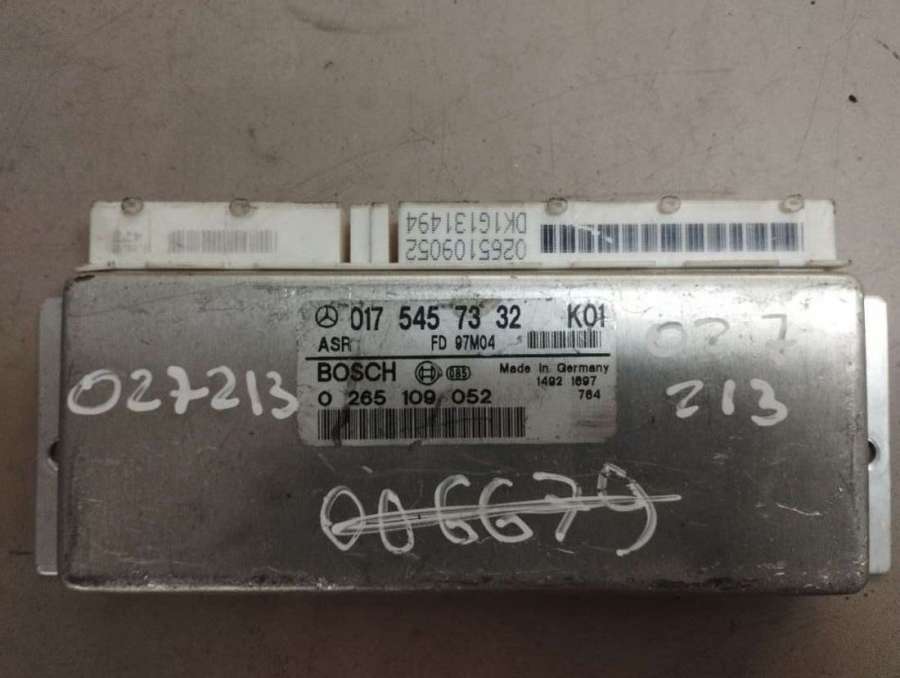 0265109052
DK1G131494
017 545 73 32 K01
ASR FD 97M04
BOSCH 085 Made in Germany
1492 1697
0 265 109 052 764
027213
027
213
006679